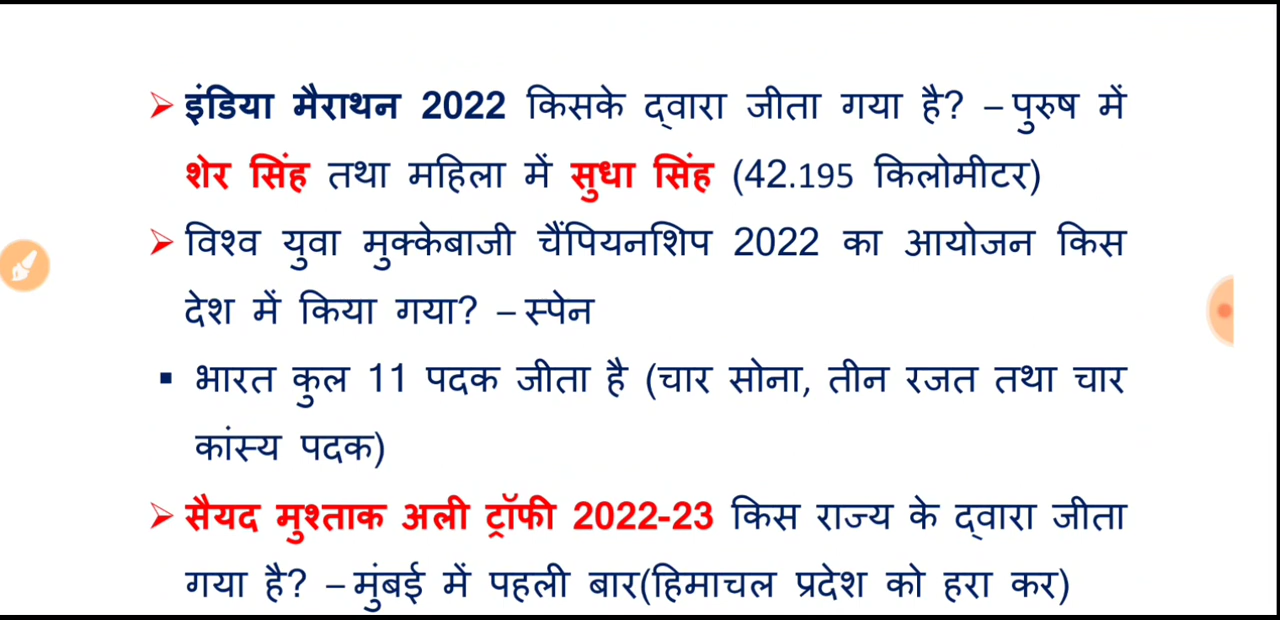 ➢ इंडिया मैराथन 2022 किसके द्वारा जीता गया है? – पुरुष में
शेर सिंह तथा महिला में सुधा सिंह (42.195 किलोमीटर)
➢ विश्व युवा मुक्केबाजी चैंपियनशिप 2022 का आयोजन किस
देश में किया गया? – स्पेन
▪ भारत कुल 11 पदक जीता है (चार सोना, तीन रजत तथा चार
कांस्य पदक)
➢ सैयद मुश्ताक अली ट्रॉफी 2022-23 किस राज्य के द्वारा जीता
गया है? – मुंबई में पहली बार(हिमाचल प्रदेश को हरा कर)